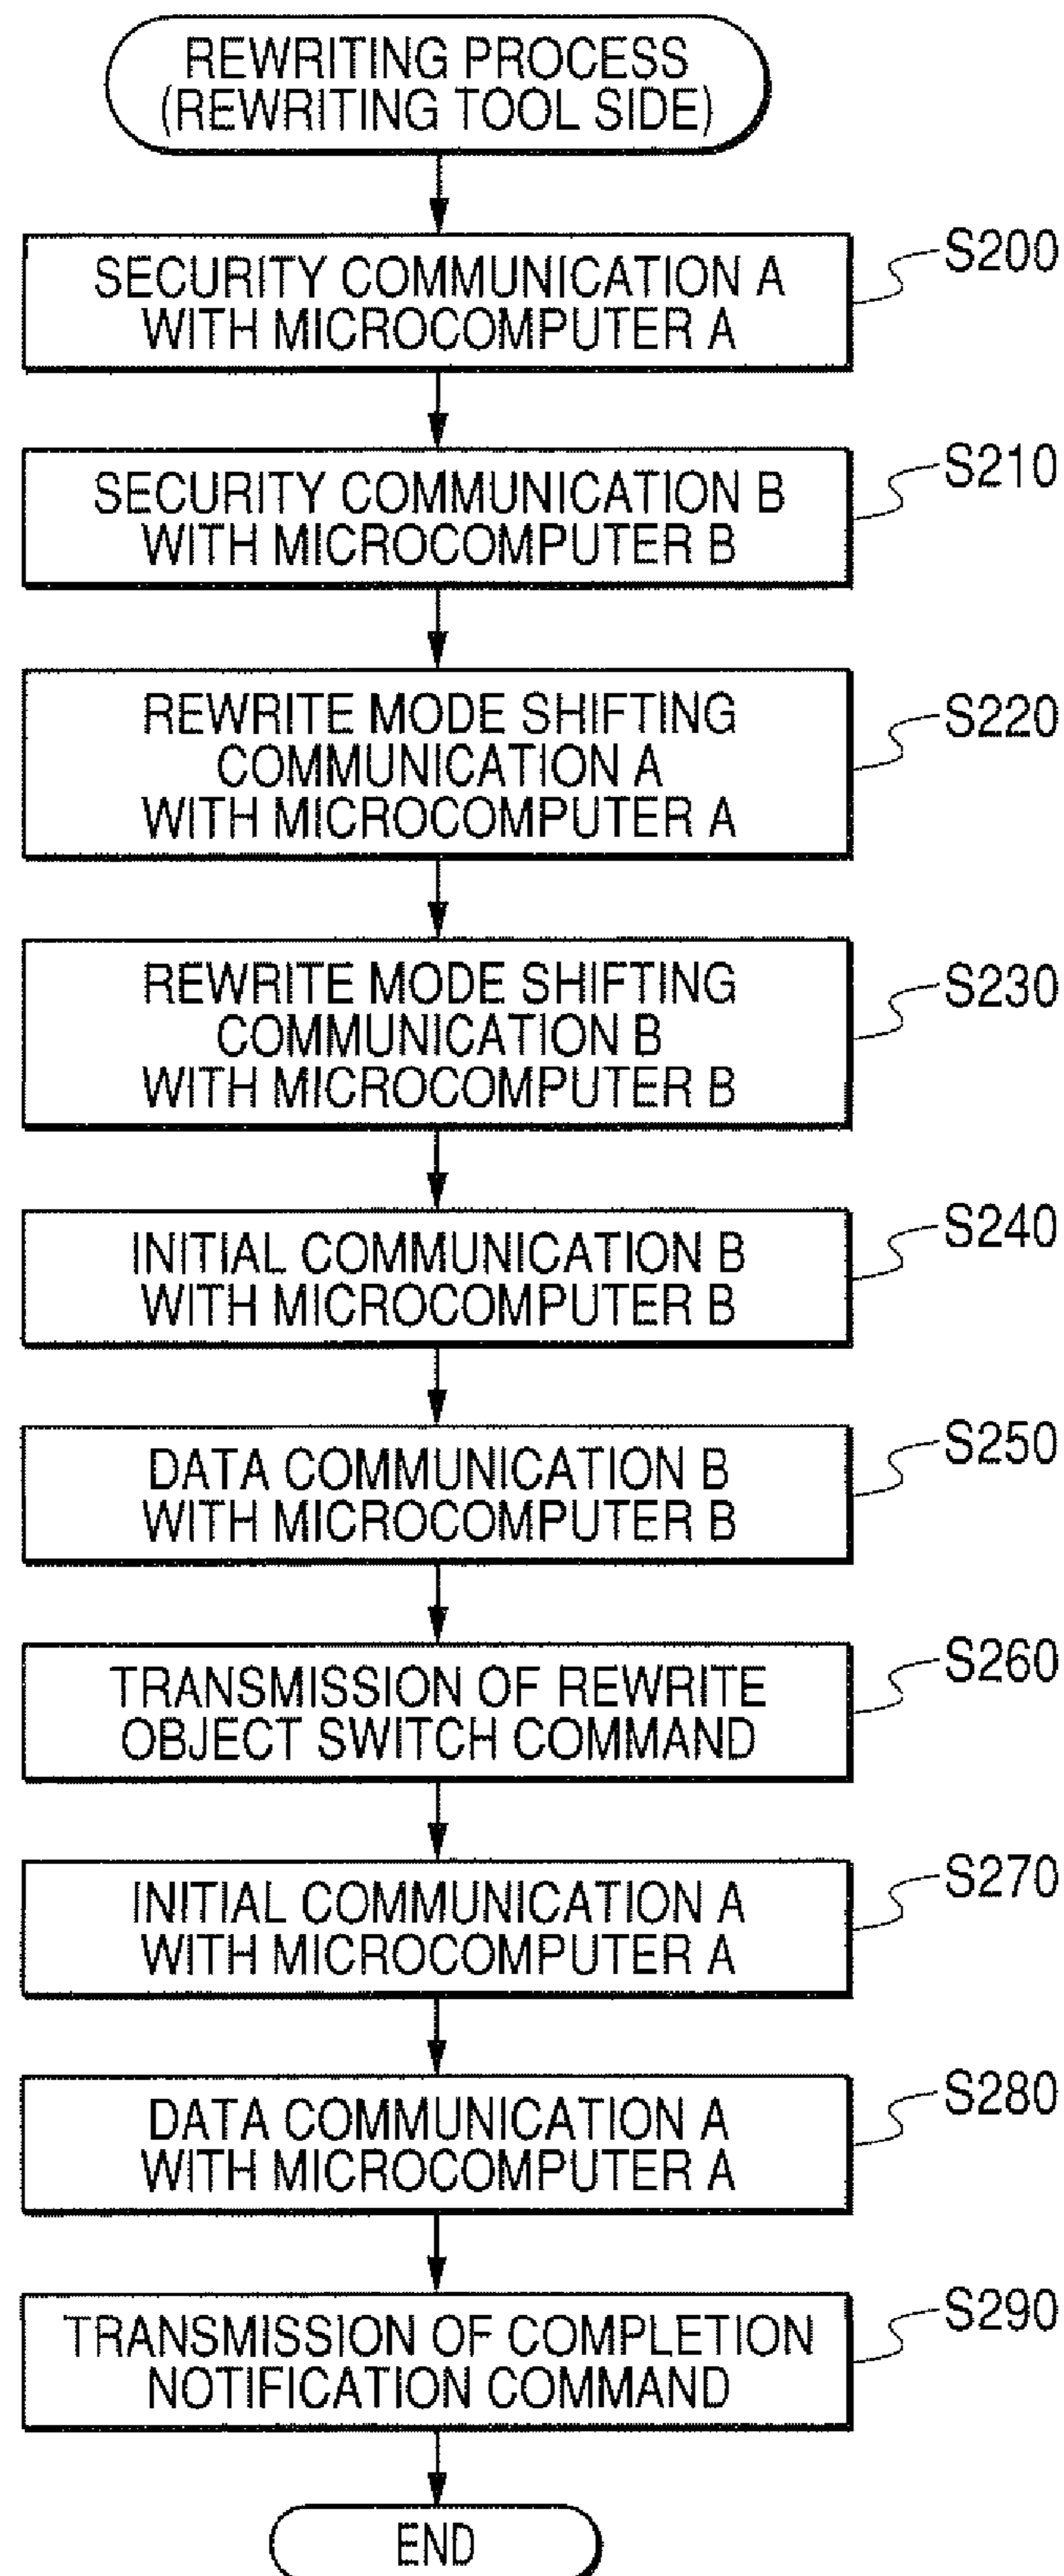 REWRITING PROCESS
(REWRITING TOOL SIDE)
SECURITY COMMUNICATION A
WITH MICROCOMPUTER A
S200
SECURITY COMMUNICATION B
WITH MICROCOMPUTER B
S210
REWRITE MODE SHIFTING
COMMUNICATION A
WITH MICROCOMPUTER A
S220
REWRITE MODE SHIFTING
COMMUNICATION B
WITH MICROCOMPUTER B
S230
INITIAL COMMUNICATION B
WITH MICROCOMPUTER B
S240
DATA COMMUNICATION B
WITH MICROCOMPUTER B
S250
TRANSMISSION OF REWRITE
OBJECT SWITCH COMMAND
S260
INITIAL COMMUNICATION A
WITH MICROCOMPUTER A
S270
DATA COMMUNICATION A
WITH MICROCOMPUTER A
S280
TRANSMISSION OF COMPLETION
NOTIFICATION COMMAND
S290
END